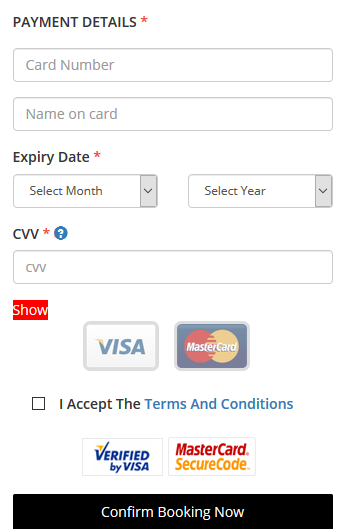 PAYMENT DETAILS *
Card Number
Name on card
Expiry Date *
Select Month Select Year
CVV * ?
cvv
Show
VISA MasterCard
I Accept The Terms And Conditions
VERIFIED MasterCard.
by VISA SecureCode.
Confirm Booking Now